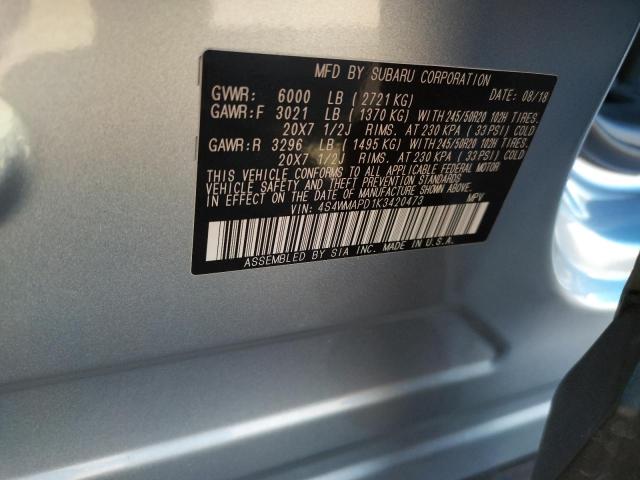 MFD BY SUBARU CORPORATION
GVWR: 6000 LB ( 2721 KG) DATE: 08/18
GAWR:F 3021 LB ( 1370 KG) WITH 245/50R20 102H TIRES.
20X7 1/2J RIMS. AT 230 KPA ( 33 PSI) COLD
GAWR:R 3296 LB ( 1495 KG) WITH 245/50R20 102H TIRES.
20X7 1/2J RIMS. AT 230 KPA ( 33 PSI) COLD
THIS VEHICLE CONFORMS TO ALL APPLICABLE FEDERAL MOTOR
VEHICLE SAFETY AND THEFT PREVENTION STANDARDS
IN EFFECT ON THE DATE OF MANUFACTURE SHOWN ABOVE.
VIN: 4S4WMAPD1K3420473 MPV
ASSEMBLED BY SIA INC. MADE IN U.S.A.